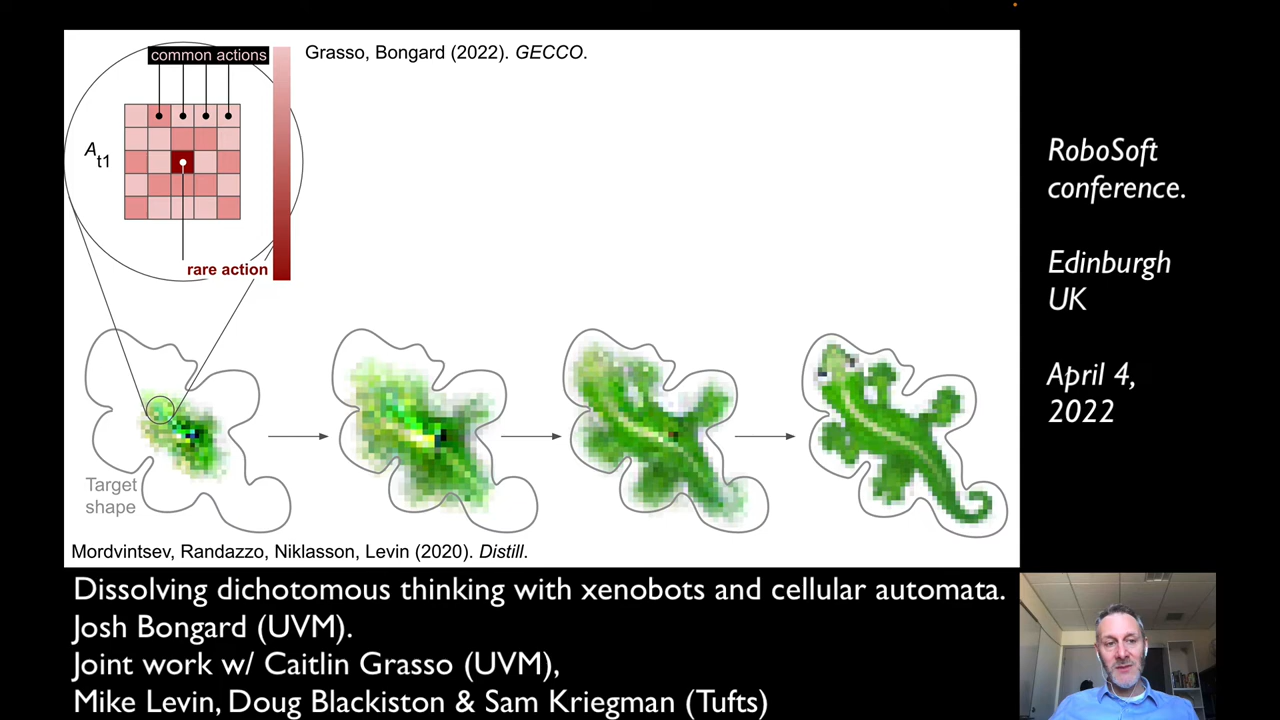 common actions
Grasso, Bongard (2022). GECCO.
At1
rare action
Target
shape
Mordvintsev, Randazzo, Niklasson, Levin (2020). Distill.
RoboSoft
conference.
Edinburgh
UK
April 4,
2022
Dissolving dichotomous thinking with xenobots and cellular automata.
Josh Bongard (UVM).
Joint work w/ Caitlin Grasso (UVM),
Mike Levin, Doug Blackiston & Sam Kriegman (Tufts)